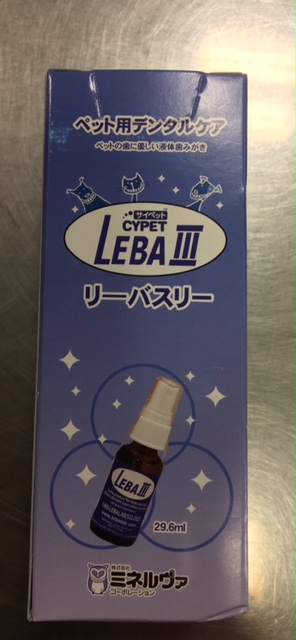 ペット用デンタルケア
ペットの歯に優しい液体歯みがき
サイペット
CYPET
LEBA III
リーバスリー
LEBA III
29.6ml
株式会社
ミネルヴァ
コーポレーション